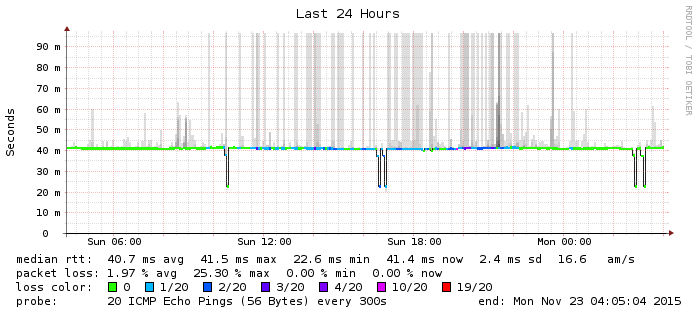 Last 24 Hours
RRDTOOL / TOBI OETIKER
Seconds
90 m
80 m
70 m
60 m
50 m
40 m
30 m
20 m
10 m
0
Sun 06:00 Sun 12:00 Sun 18:00 Mon 00:00
median rtt: 40.7 ms avg 41.5 ms max 22.6 ms min 41.4 ms now 2.4 ms sd 16.6 am/s
packet loss: 1.97 % avg 25.30 % max 0.00 % min 0.00 % now
loss color: 0 1/20 2/20 3/20 4/20 10/20 19/20
probe: 20 ICMP Echo Pings (56 Bytes) every 300s end: Mon Nov 23 04:05:04 2015